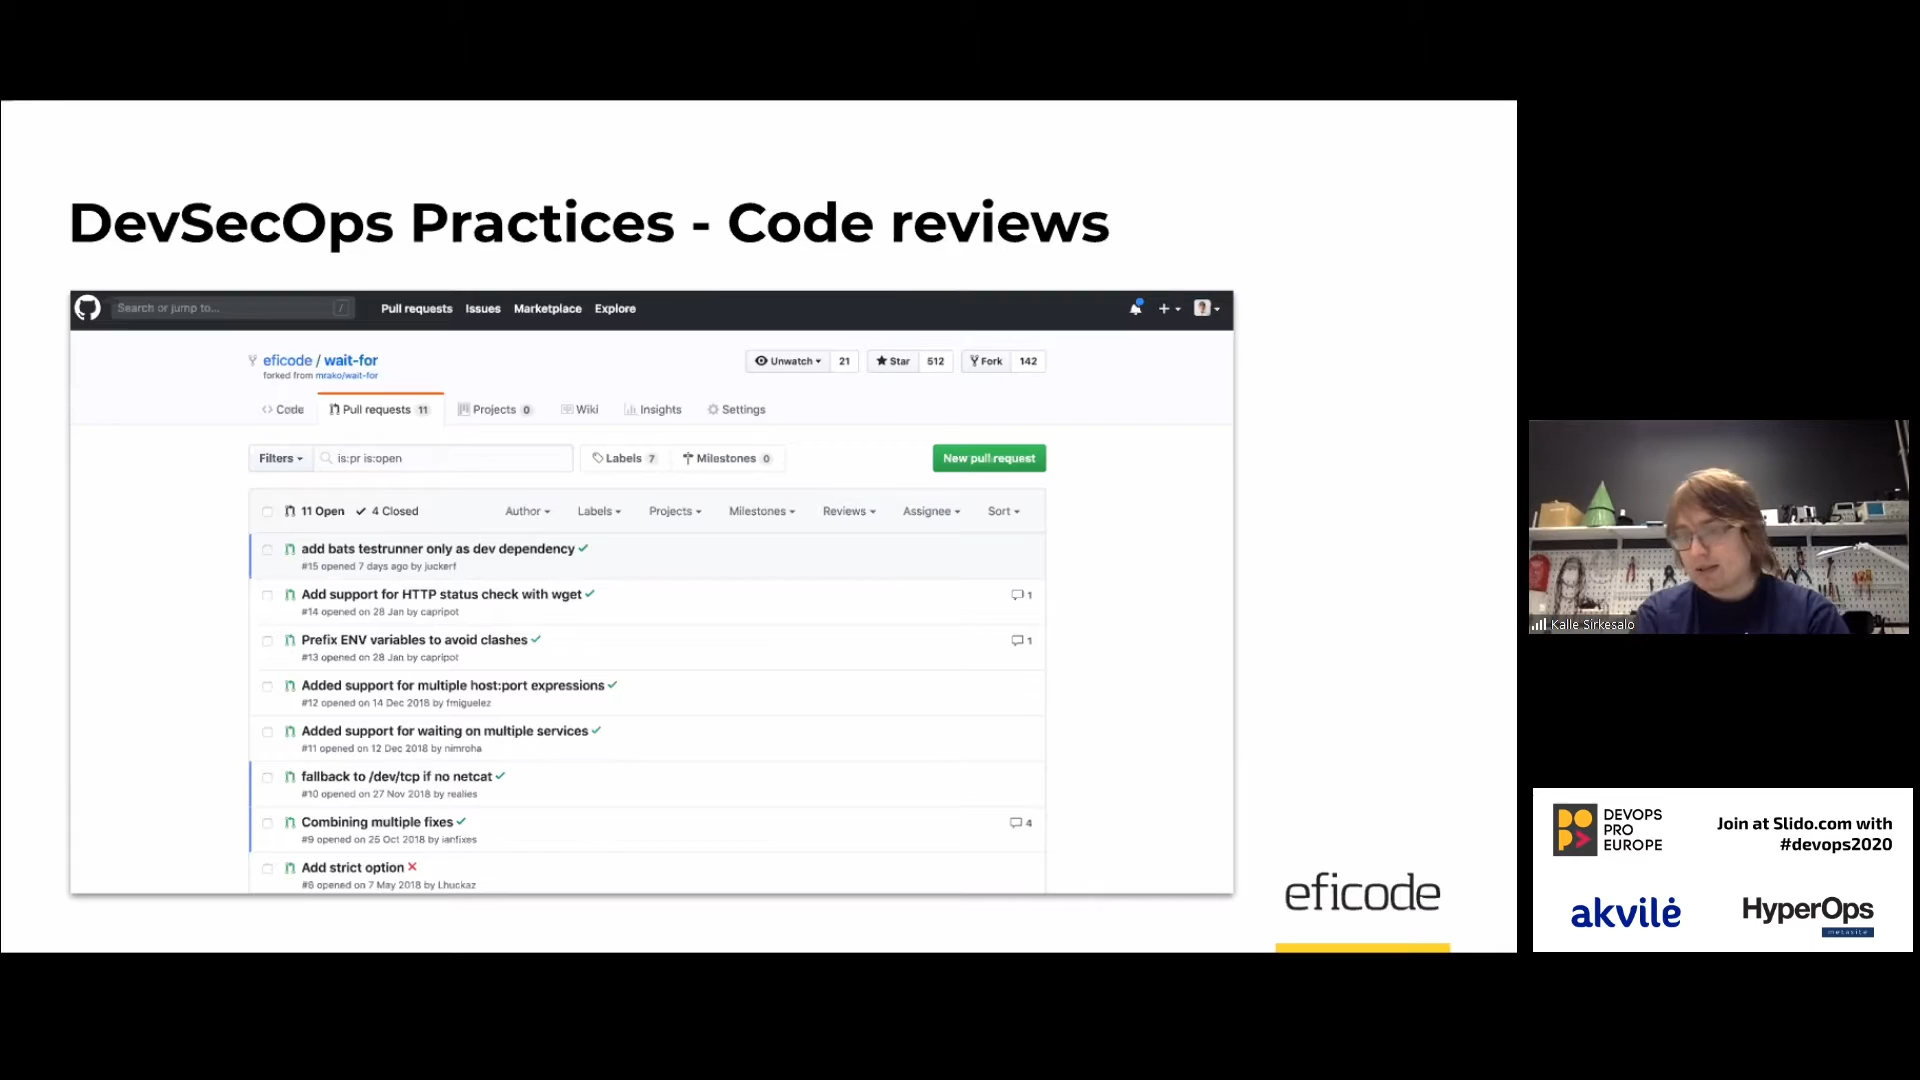 DevSecOps Practices - Code reviews
Search or jump to... /
Pull requests Issues Marketplace Explore
eficode / wait-for
forked from mrako/wait-for
Unwatch 21 Star 512 Fork 142
Code Pull requests 11 Projects 0 Wiki Insights Settings
Filters is:pr is:open Labels 7 Milestones 0 New pull request
11 Open 4 Closed Author Labels Projects Milestones Reviews Assignee Sort
add bats testrunner only as dev dependency
#15 opened 7 days ago by juckerf
Add support for HTTP status check with wget 1
#14 opened on 28 Jan by capripot
Prefix ENV variables to avoid clashes 1
#13 opened on 28 Jan by capripot
Added support for multiple host:port expressions
#12 opened on 14 Dec 2018 by fmiguelez
Added support for waiting on multiple services
#11 opened on 12 Dec 2018 by nimroha
fallback to /dev/tcp if no netcat
#10 opened on 27 Nov 2018 by realies
Combining multiple fixes 4
#9 opened on 25 Oct 2018 by ianfixes
Add strict option
#6 opened on 7 May 2018 by Lhuckaz
eficode
Kalle Sirkesalo
DEVOPS
PRO
EUROPE
Join at Slido.com with
#devops2020
akvilė
HyperOps
metasite